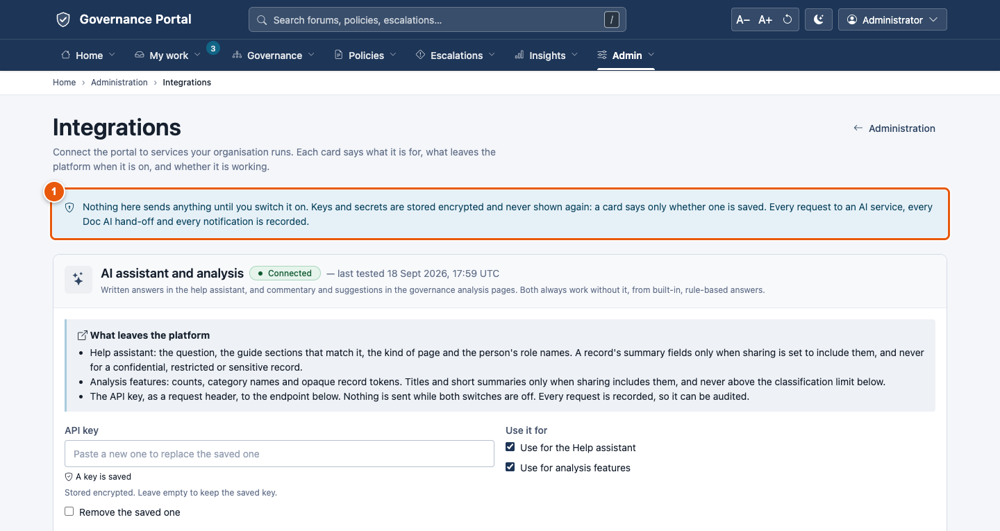 Governance Portal
Search forums, policies, escalations...
/
A− A+
Administrator
Home
My work
3
Governance
Policies
Escalations
Insights
Admin
Home › Administration › Integrations
Integrations
← Administration
Connect the portal to services your organisation runs. Each card says what it is for, what leaves the
platform when it is on, and whether it is working.
1
Nothing here sends anything until you switch it on. Keys and secrets are stored encrypted and never shown again: a card says only whether one is saved. Every request to an AI service, every
Doc AI hand-off and every notification is recorded.
AI assistant and analysis • Connected — last tested 18 Sept 2026, 17:59 UTC
Written answers in the help assistant, and commentary and suggestions in the governance analysis pages. Both always work without it, from built-in, rule-based answers.
What leaves the platform
• Help assistant: the question, the guide sections that match it, the kind of page and the person's role names. A record's summary fields only when sharing is set to include them, and never
for a confidential, restricted or sensitive record.
• Analysis features: counts, category names and opaque record tokens. Titles and short summaries only when sharing includes them, and never above the classification limit below.
• The API key, as a request header, to the endpoint below. Nothing is sent while both switches are off. Every request is recorded, so it can be audited.
API key
Paste a new one to replace the saved one
A key is saved
Stored encrypted. Leave empty to keep the saved key.
Remove the saved one
Use it for
Use for the Help assistant
Use for analysis features